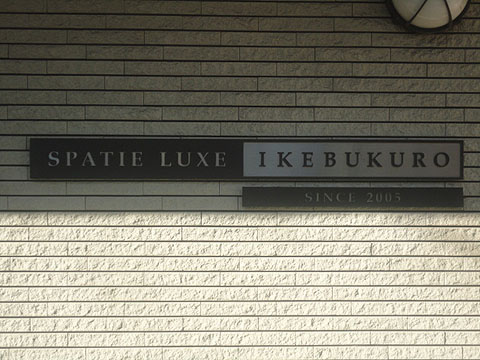 SPATIE LUXE IKEBUKURO
SINCE 2005